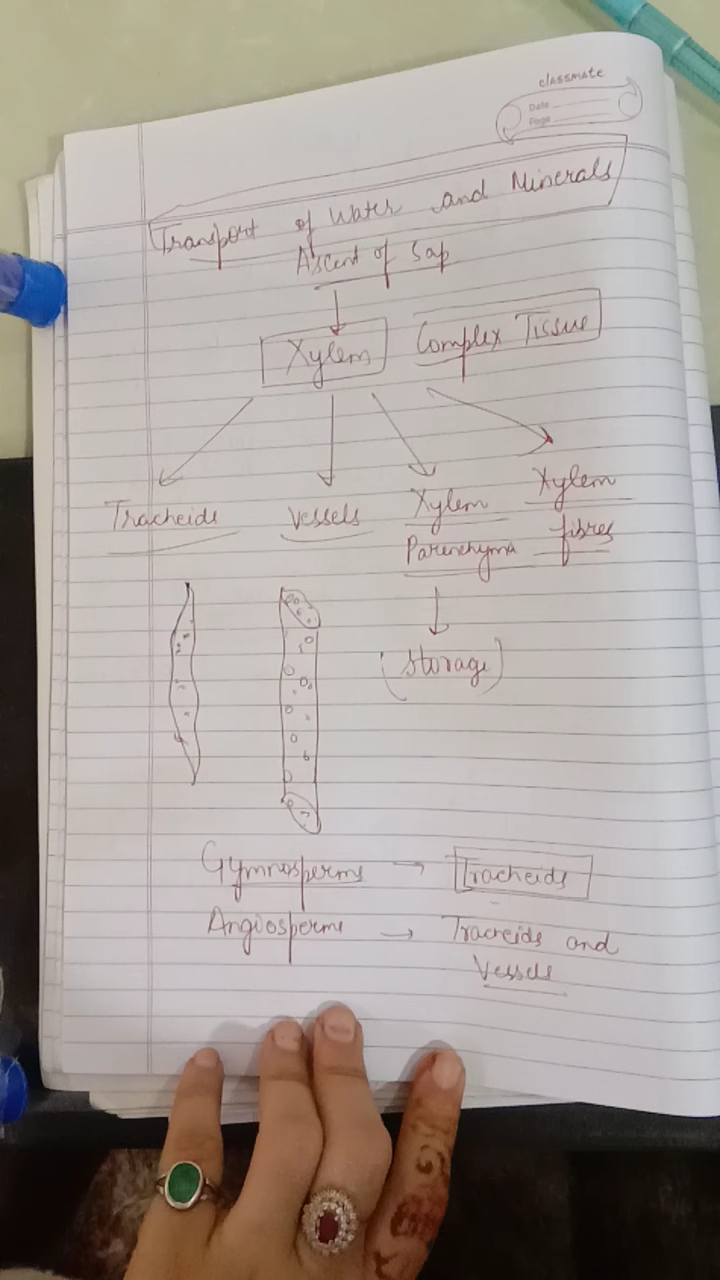 classmate
Date
Page
Transport of Water and Minerals
Ascent of Sap
Xylem Complex Tissue
Tracheids Vessels Xylem Parenchyma Xylem fibres
(Storage)
Gymnosperms → Tracheids
Angiosperms → Tracheids and
Vessels